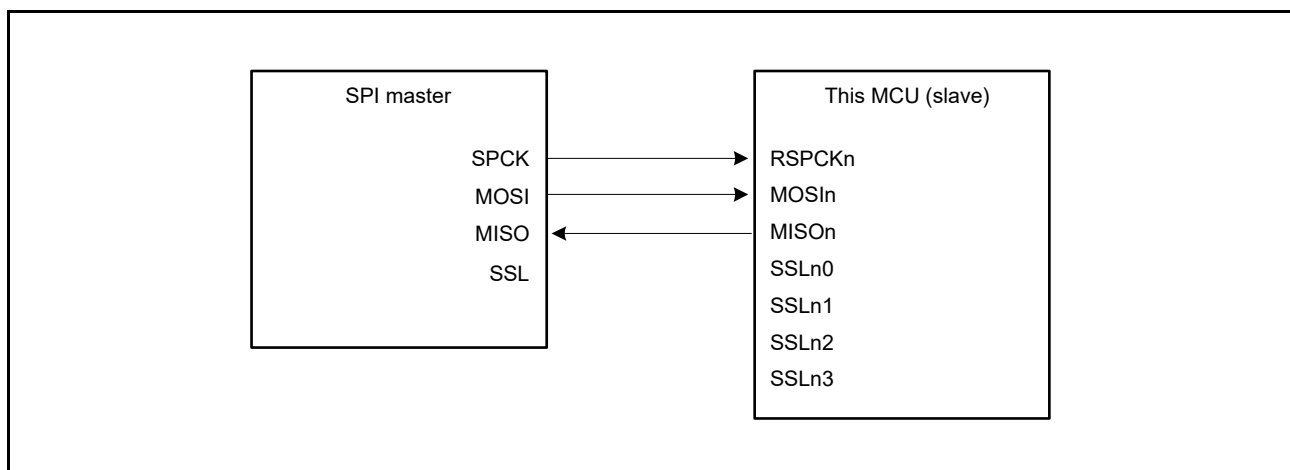 SPI master
SPCK
MOSI
MISO
SSL
This MCU (slave)
RSPCKn
MOSIn
MISOn
SSLn0
SSLn1
SSLn2
SSLn3